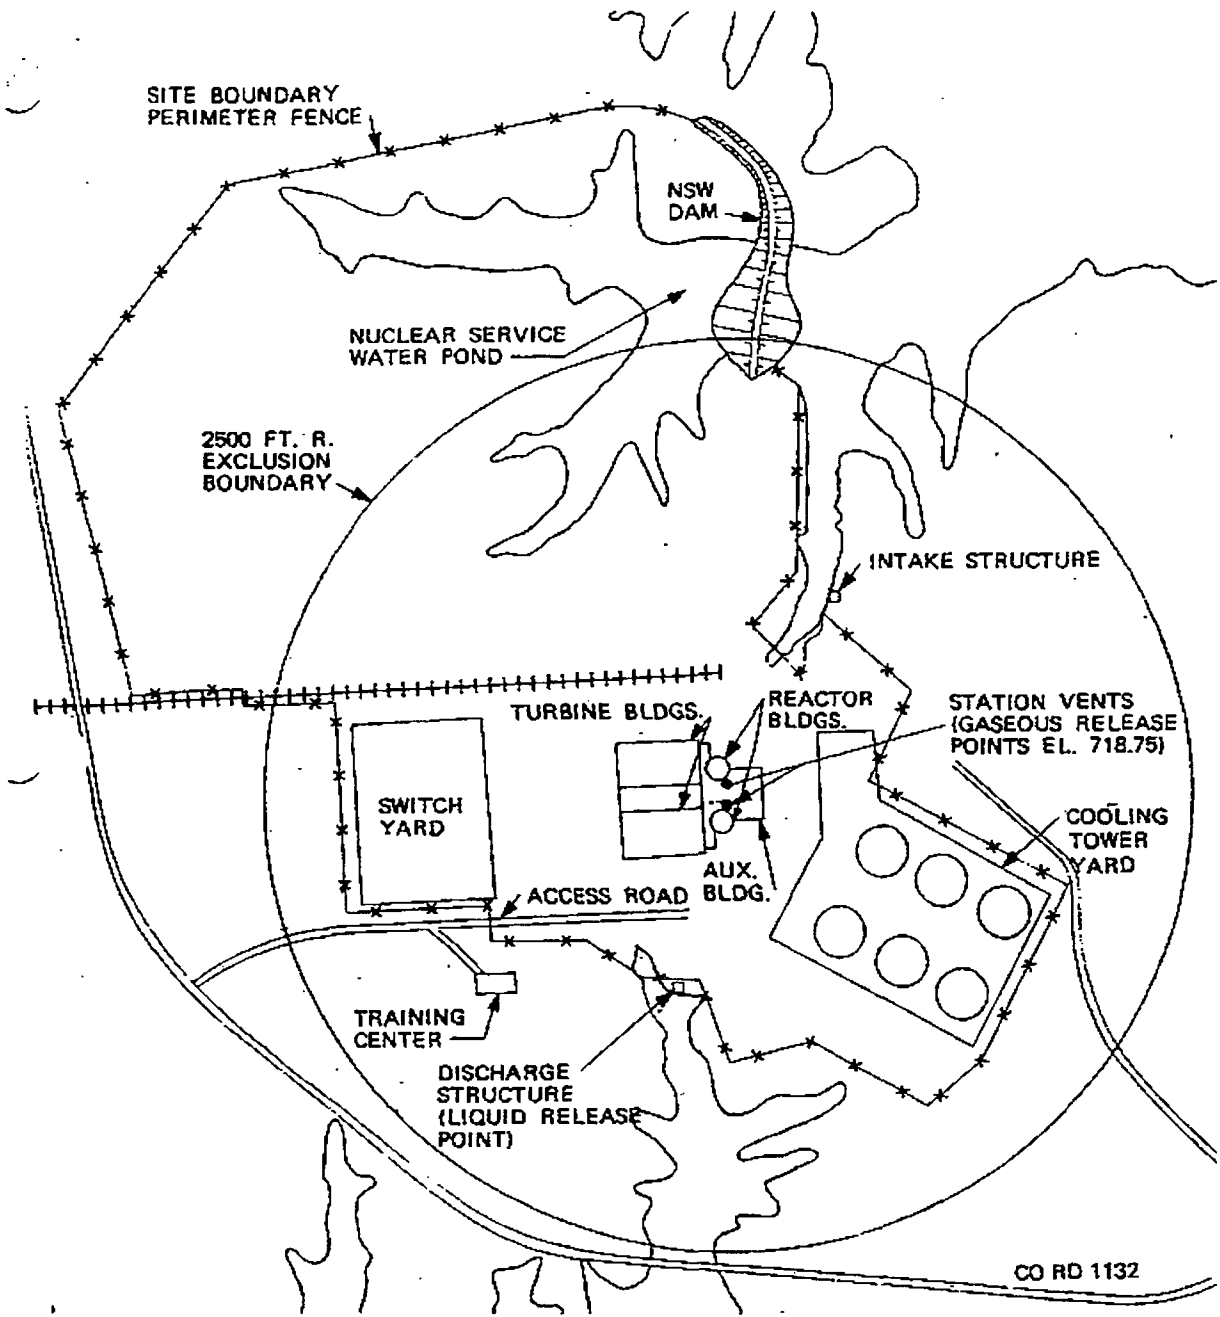 SITE BOUNDARY
PERIMETER FENCE
NSW
DAM
NUCLEAR SERVICE
WATER POND
2500 FT. R.
EXCLUSION
BOUNDARY
INTAKE STRUCTURE
TURBINE BLDGS.
REACTOR
BLDGS.
STATION VENTS
(GASEOUS RELEASE
POINTS EL. 718.75)
SWITCH
YARD
COOLING
TOWER
YARD
AUX.
BLDG.
ACCESS ROAD
TRAINING
CENTER
DISCHARGE
STRUCTURE
(LIQUID RELEASE
POINT)
CO RD 1132